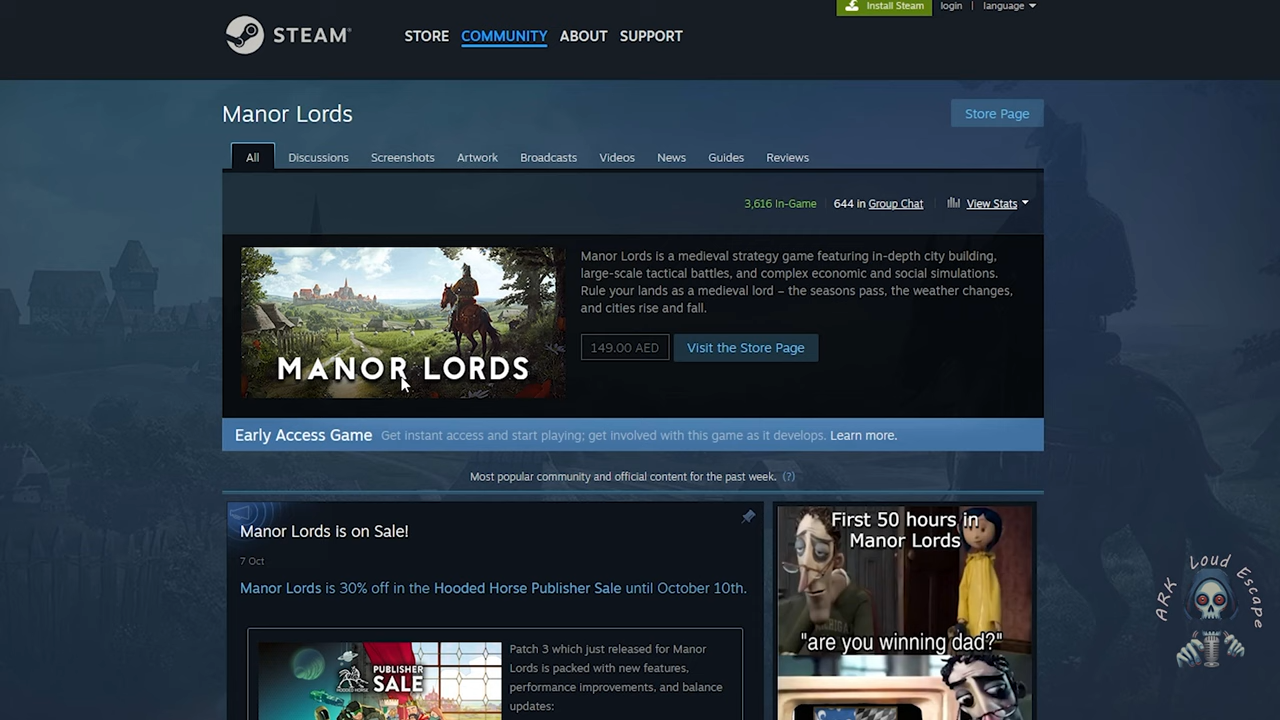 Install Steam
login | language
STEAM®
STORE COMMUNITY ABOUT SUPPORT
Manor Lords
Store Page
All Discussions Screenshots Artwork Broadcasts Videos News Guides Reviews
3,616 In-Game
644 in Group Chat
View Stats
MANOR LORDS
Manor Lords is a medieval strategy game featuring in-depth city building,
large-scale tactical battles, and complex economic and social simulations.
Rule your lands as a medieval lord – the seasons pass, the weather changes,
and cities rise and fall.
149.00 AED
Visit the Store Page
Early Access Game Get instant access and start playing; get involved with this game as it develops. Learn more.
Most popular community and official content for the past week. (?)
Manor Lords is on Sale!
7 Oct
Manor Lords is 30% off in the Hooded Horse Publisher Sale until October 10th.
HOODED HORSE
PUBLISHER
SALE
Patch 3 which just released for Manor
Lords is packed with new features,
performance improvements, and balance
updates:
First 50 hours in
Manor Lords
"are you winning dad?"
ARK Loud Escape